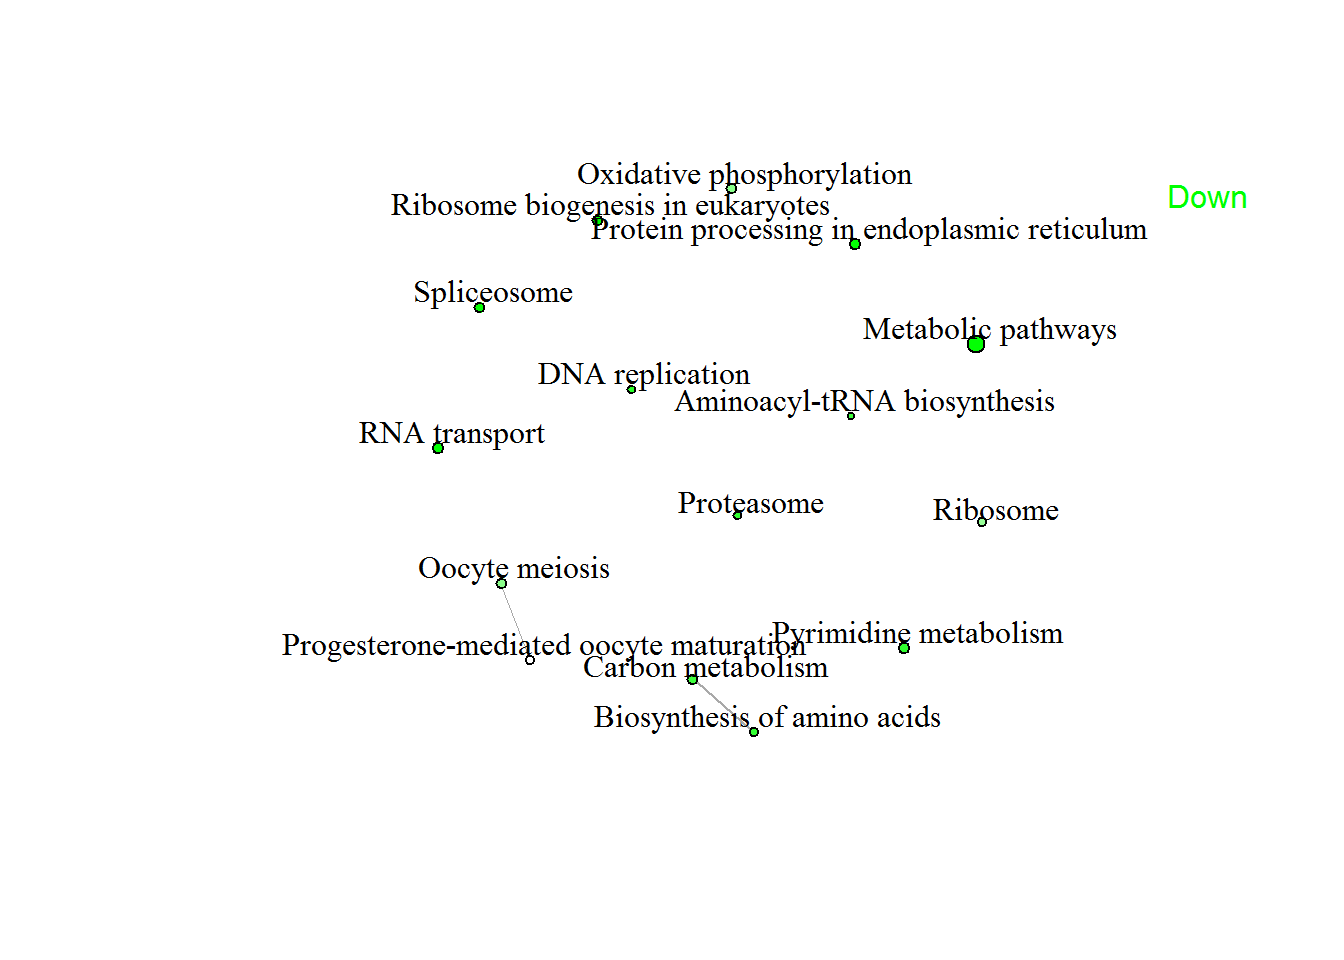 Oxidative phosphorylation
Down
Ribosome biogenesis in eukaryotes
Protein processing in endoplasmic reticulum
Spliceosome
Metabolic pathways
DNA replication
Aminoacyl-tRNA biosynthesis
RNA transport
Proteasome
Ribosome
Oocyte meiosis
Pyrimidine metabolism
Progesterone-mediated oocyte maturation
Carbon metabolism
Biosynthesis of amino acids